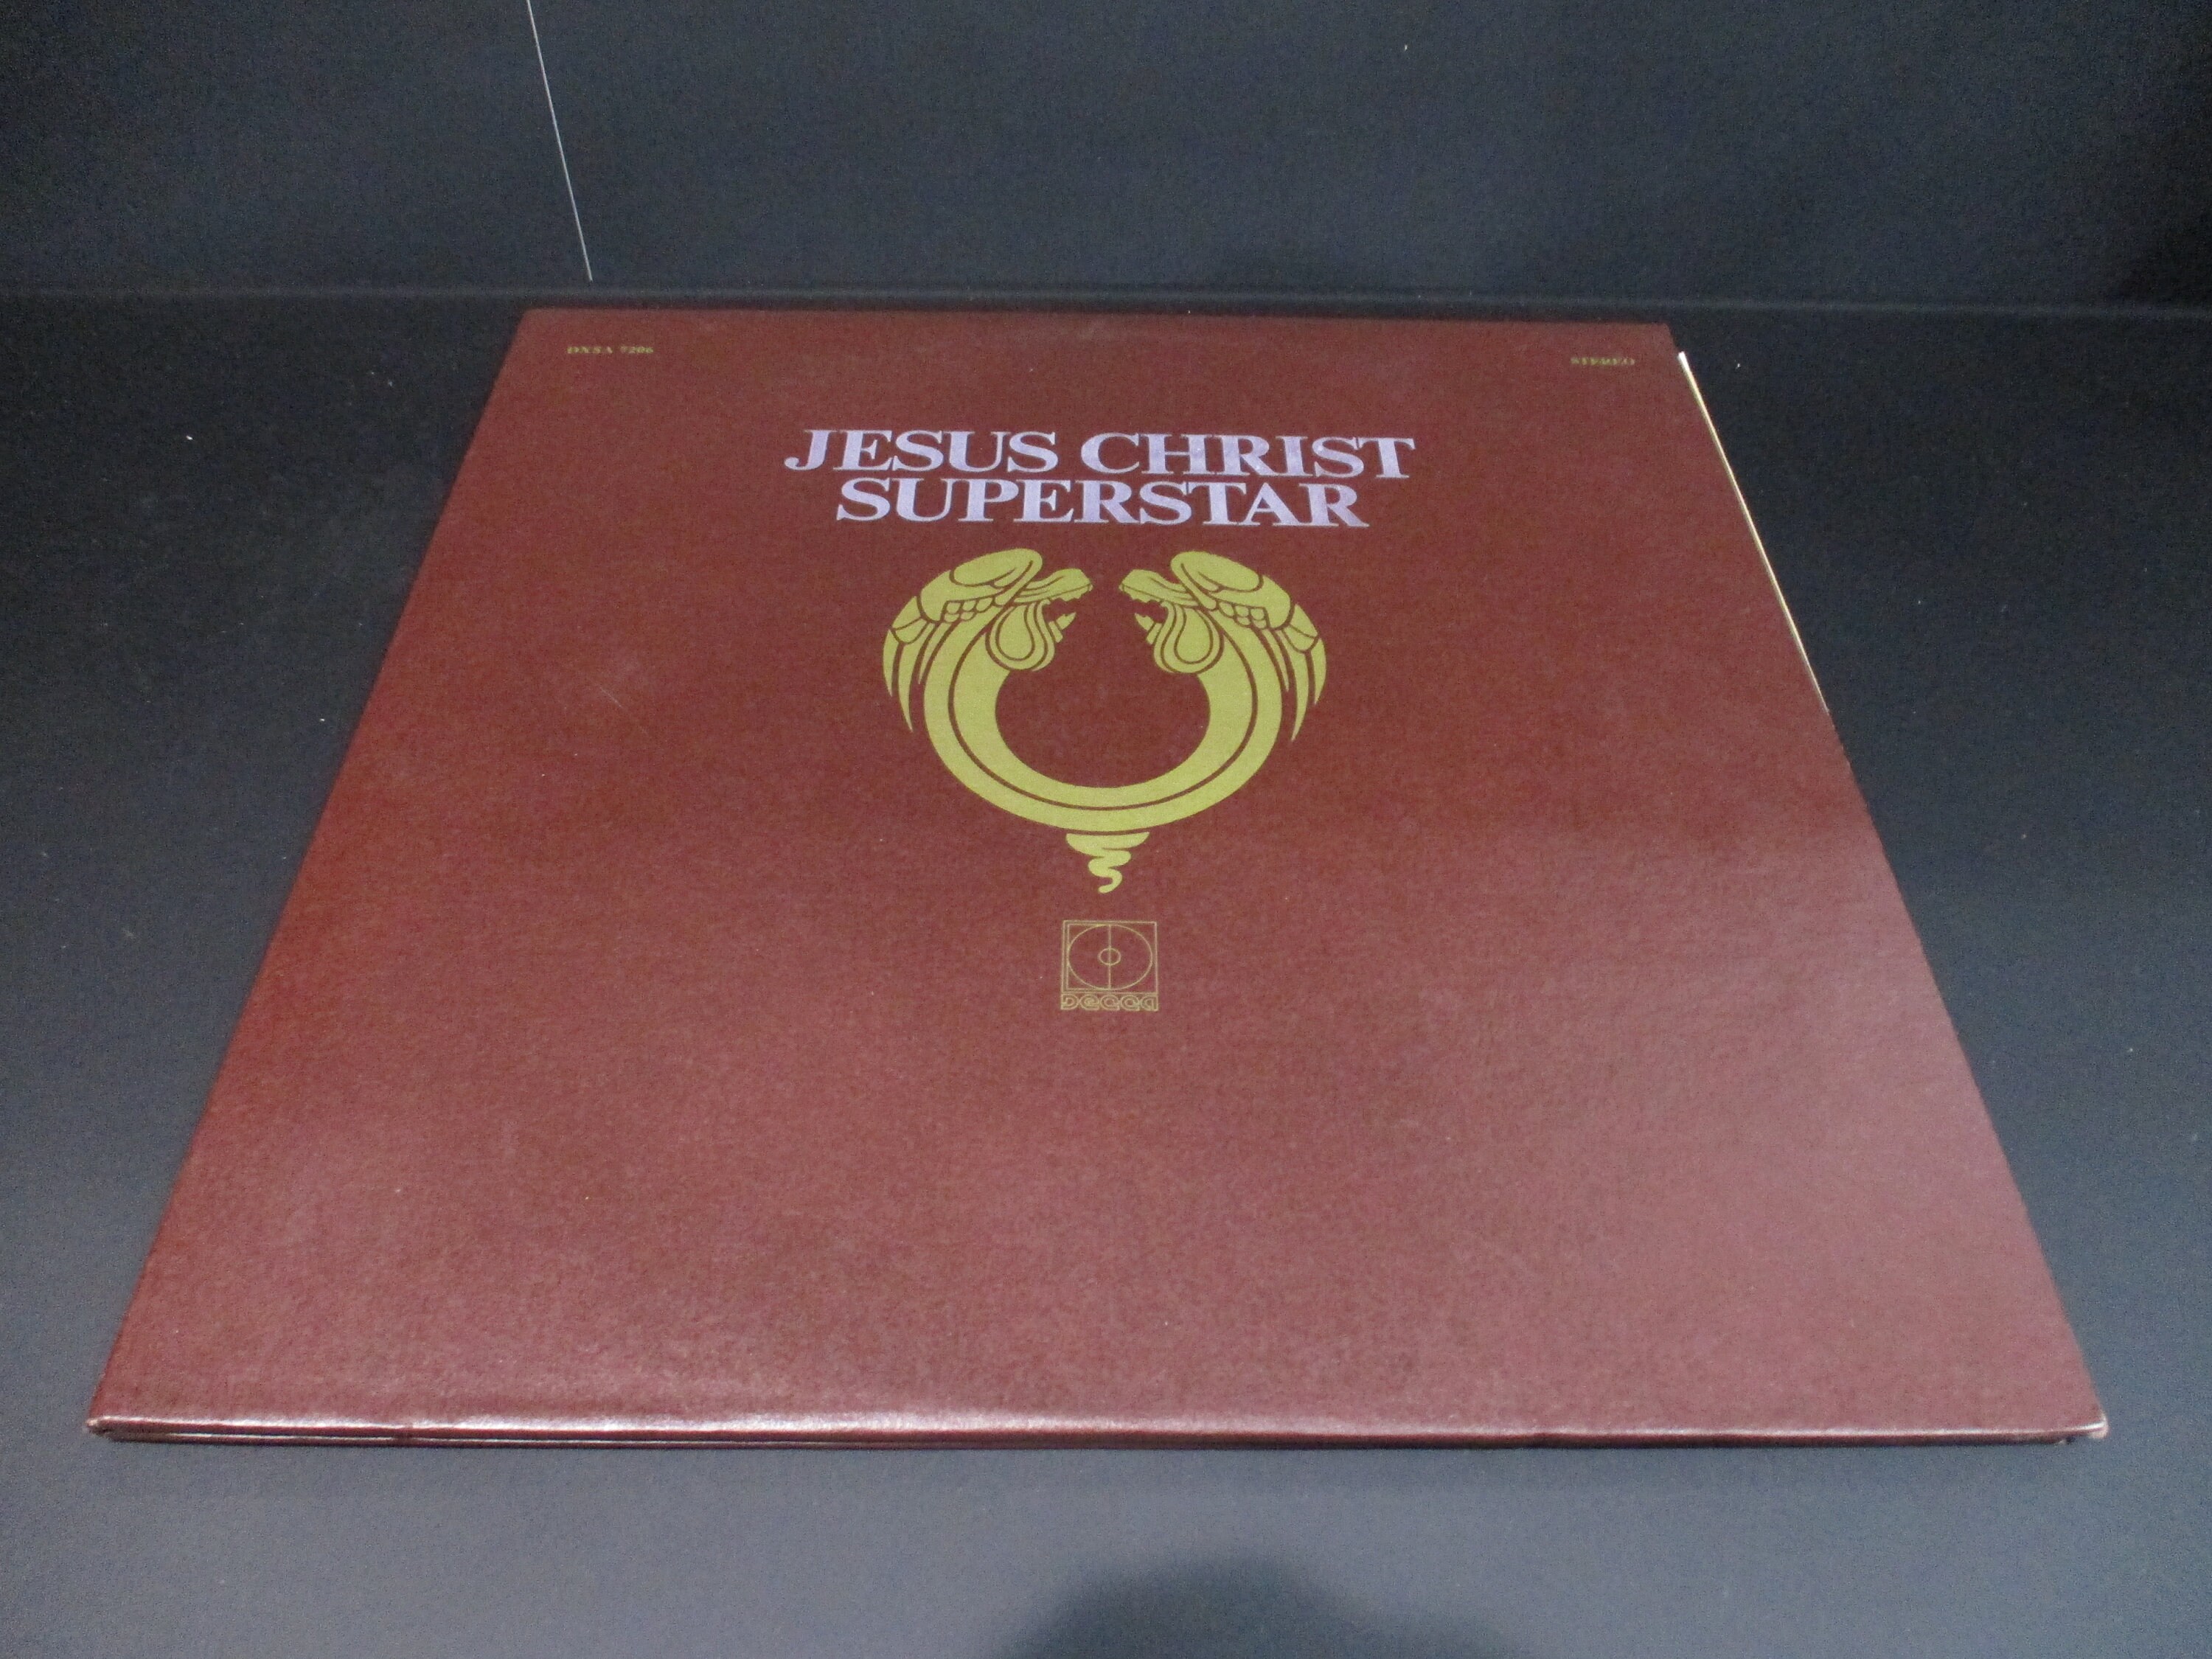 DXSA 7206
STEREO
JESUS CHRIST
SUPERSTAR
DECCA